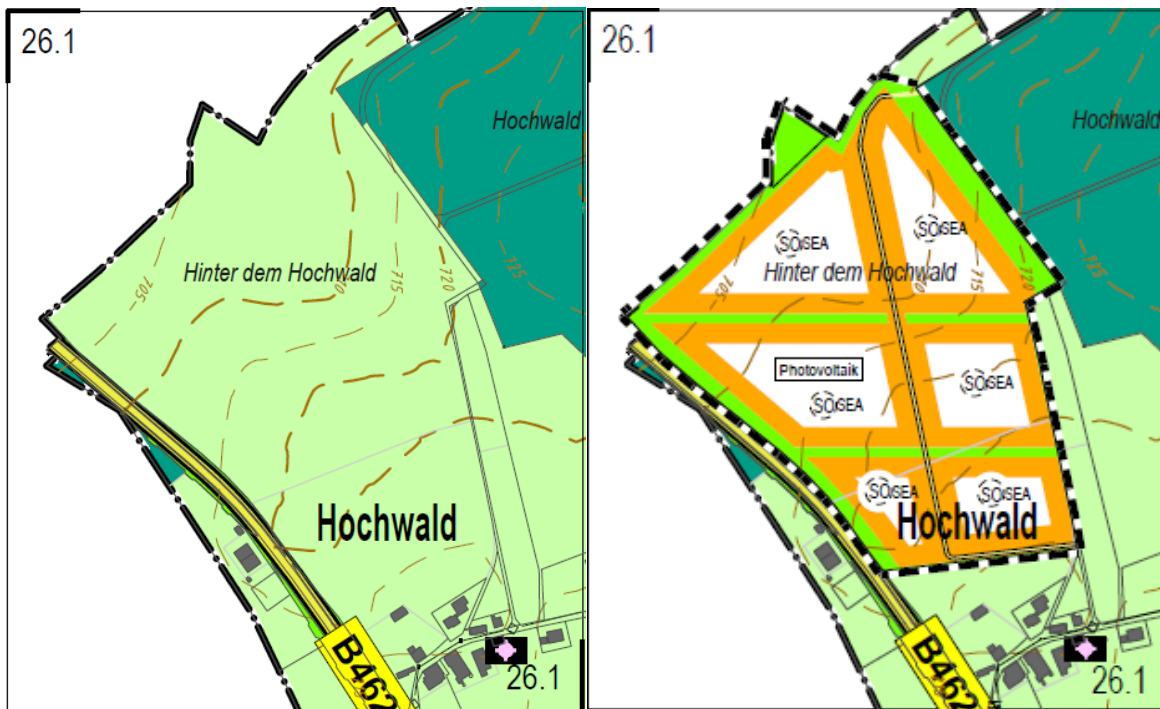 26.1
Hochwald
Hinter dem Hochwald
705
710
715
720
725
Hochwald
B462
26.1
26.1
Hochwald
SO SEA
SO SEA
Hinter dem Hochwald
705
710
715
720
725
Photovoltaik
SO SEA
SO SEA
SO SEA
SO SEA
Hochwald
B462
26.1